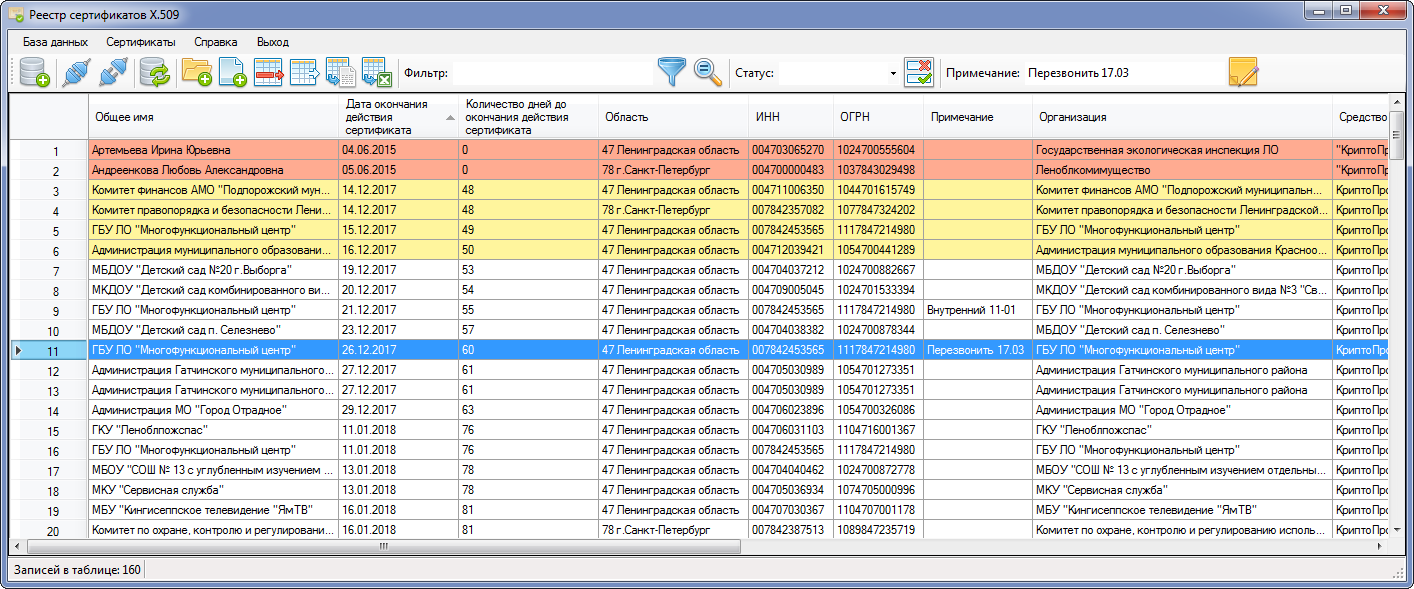 Реестр сертификатов X.509
База данных Сертификаты Справка Выход
Фильтр: Статус: Примечание: Перезвонить 17.03
Общее имя Дата окончания действия сертификата Количество дней до окончания действия сертификата Область ИНН ОГРН Примечание Организация Средство
1 Артемьева Ирина Юрьевна 04.06.2015 0 47 Ленинградская область 004703065270 1024700555604 Государственная экологическая инспекция ЛО "КриптоПр
2 Андреенкова Любовь Александровна 05.06.2015 0 78 г.Санкт-Петербург 004700000483 1037843029498 Леноблкомимущество "КриптоПр
3 Комитет финансов АМО "Подпорожский мун... 14.12.2017 48 47 Ленинградская область 004711006350 1044701615749 Комитет финансов АМО "Подпорожский муниципальн... КриптоПро
4 Комитет правопорядка и безопасности Лени... 14.12.2017 48 78 г.Санкт-Петербург 007842357082 1077847324202 Комитет правопорядка и безопасности Ленинградской... КриптоПро
5 ГБУ ЛО "Многофункциональный центр" 15.12.2017 49 47 Ленинградская область 007842453565 1117847214980 ГБУ ЛО "Многофункциональный центр" КриптоПро
6 Администрация муниципального образовани... 16.12.2017 50 47 Ленинградская область 004712039421 1054700441289 Администрация муниципального образования Красноо... КриптоПро
7 МБДОУ "Детский сад №20 г.Выборга" 19.12.2017 53 47 Ленинградская область 004704037212 1024700882667 МБДОУ "Детский сад №20 г.Выборга" КриптоПро
8 МКДОУ "Детский сад комбинированного ви... 20.12.2017 54 47 Ленинградская область 004709005045 1024701533394 МКДОУ "Детский сад комбинированного вида №3 "Св... КриптоПро
9 ГБУ ЛО "Многофункциональный центр" 21.12.2017 55 47 Ленинградская область 007842453565 1117847214980 Внутренний 11-01 ГБУ ЛО "Многофункциональный центр" КриптоПро
10 МБДОУ "Детский сад п. Селезнево" 23.12.2017 57 47 Ленинградская область 004704038382 1024700878344 МБДОУ "Детский сад п. Селезнево" КриптоПро
11 ГБУ ЛО "Многофункциональный центр" 26.12.2017 60 47 Ленинградская область 007842453565 1117847214980 Перезвонить 17.03 ГБУ ЛО "Многофункциональный центр" КриптоПро
12 Администрация Гатчинского муниципального... 27.12.2017 61 47 Ленинградская область 004705030989 1054701273351 Администрация Гатчинского муниципального района КриптоПро
13 Администрация Гатчинского муниципального... 27.12.2017 61 47 Ленинградская область 004705030989 1054701273351 Администрация Гатчинского муниципального района КриптоПро
14 Администрация МО "Город Отрадное" 29.12.2017 63 47 Ленинградская область 004706023896 1054700326086 Администрация МО "Город Отрадное" КриптоПро
15 ГКУ "Леноблпожспас" 11.01.2018 76 47 Ленинградская область 004706031103 1104716001367 ГКУ "Леноблпожспас" КриптоПро
16 ГБУ ЛО "Многофункциональный центр" 11.01.2018 76 47 Ленинградская область 007842453565 1117847214980 ГБУ ЛО "Многофункциональный центр" КриптоПро
17 МБОУ "СОШ № 13 с углубленным изучением ... 13.01.2018 78 47 Ленинградская область 004704040462 1024700872778 МБОУ "СОШ № 13 с углубленным изучением отдельны... КриптоПро
18 МКУ "Сервисная служба" 13.01.2018 78 47 Ленинградская область 004705036934 1074705000996 МКУ "Сервисная служба" КриптоПро
19 МБУ "Кингисеппское телевидение "ЯмТВ" 16.01.2018 81 47 Ленинградская область 004707030367 1104707001178 МБУ "Кингисеппское телевидение "ЯмТВ" КриптоПро
20 Комитет по охране, контролю и регулировани... 16.01.2018 81 78 г.Санкт-Петербург 007842387513 1089847235719 Комитет по охране, контролю и регулированию исполь... КриптоПро
Записей в таблице: 160